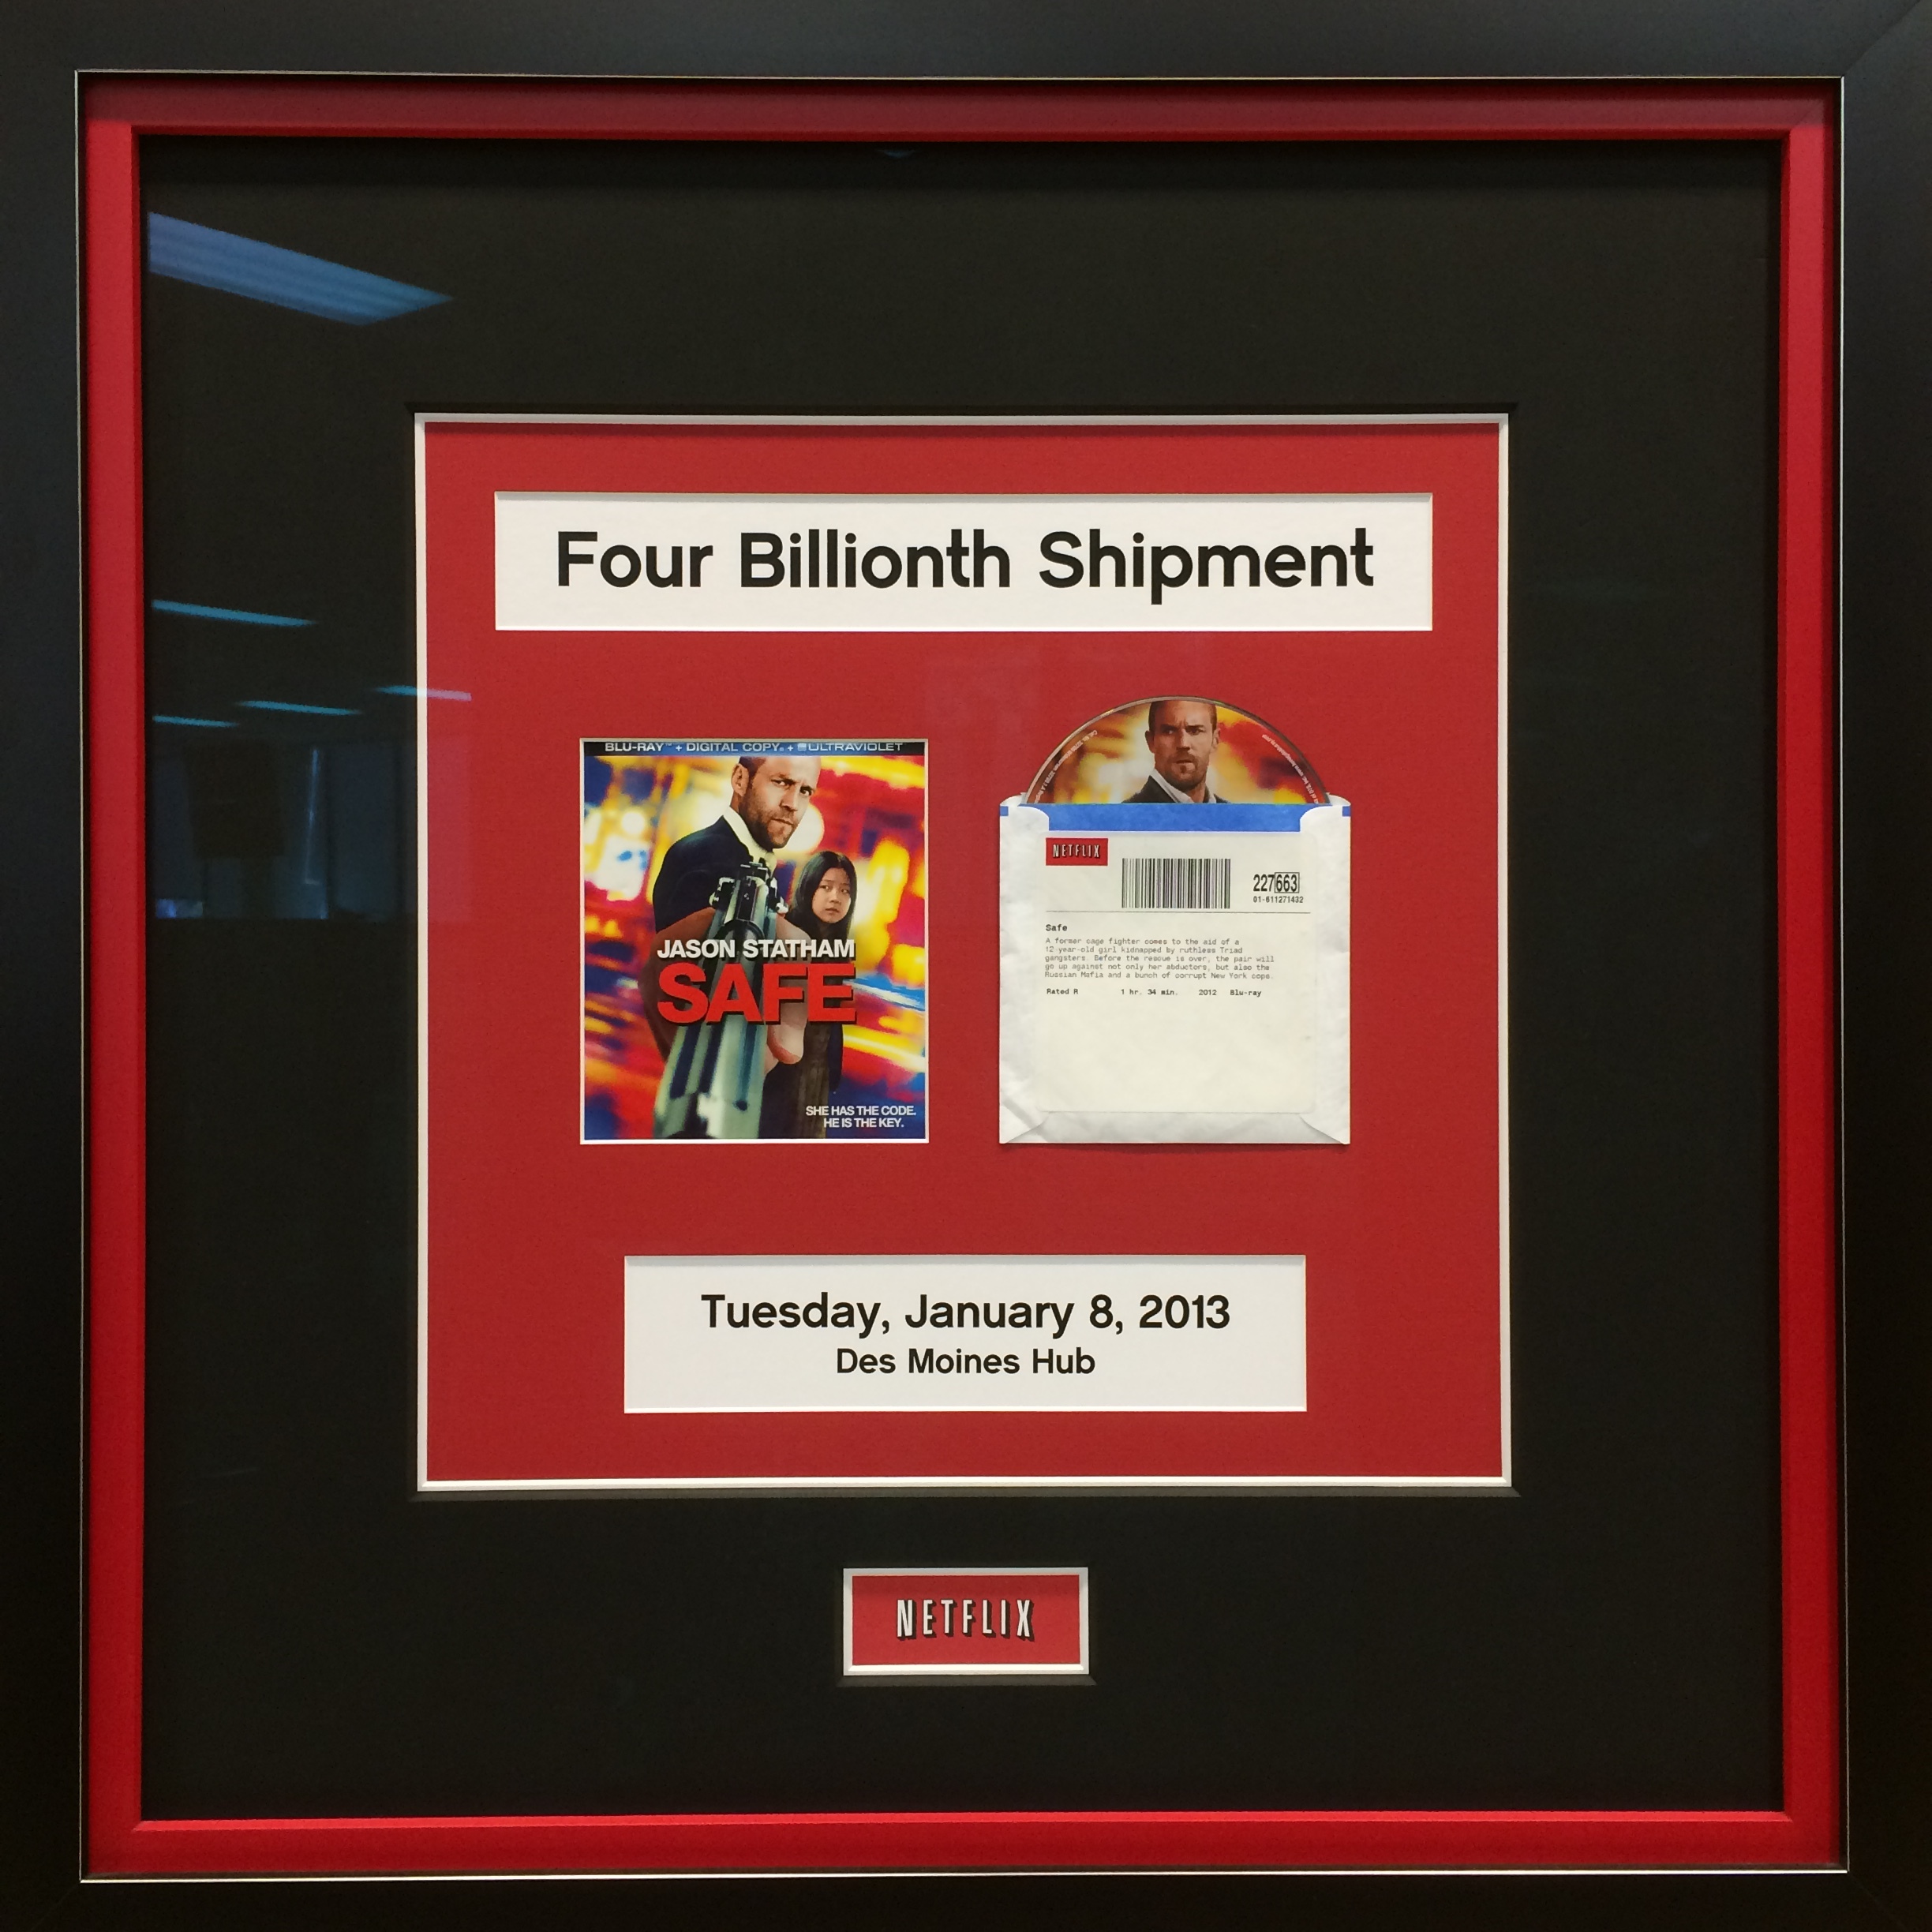 Four Billionth Shipment
BLU-RAY™ + DIGITAL COPY® + ULTRAVIOLET
JASON STATHAM
SAFE
SHE HAS THE CODE.
HE IS THE KEY.
NETFLIX
227663
01-611271432
Safe
A former cage fighter comes to the aid of a
12-year-old girl kidnapped by ruthless Triad
gangsters. Before the rescue is over, the pair will
go up against not only her abductors, but also the
Russian Mafia and a bunch of corrupt New York cops.
Rated R 1 hr. 34 min. 2012 Blu-ray
Tuesday, January 8, 2013
Des Moines Hub
NETFLIX